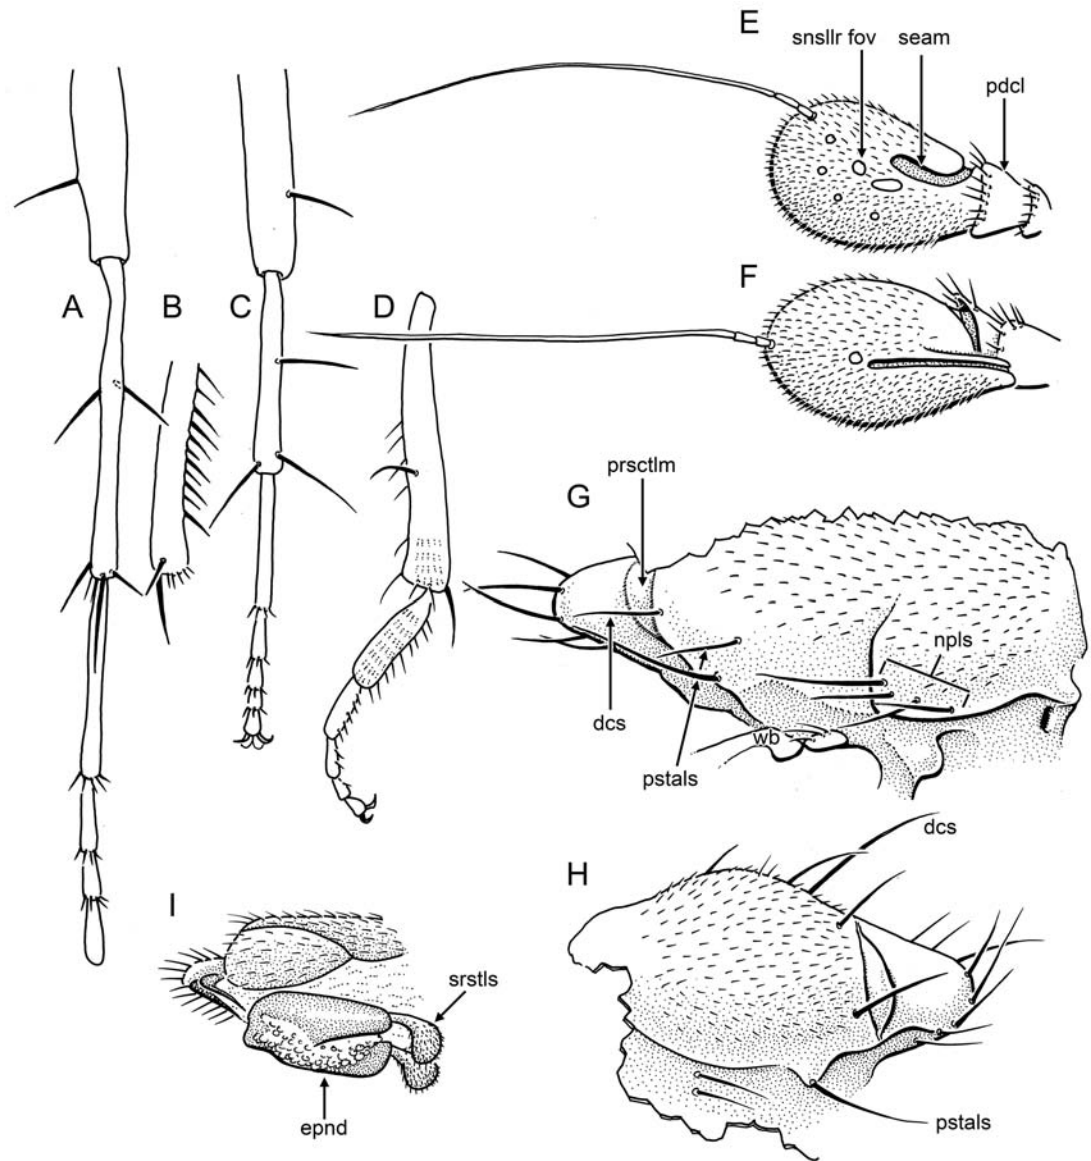 E
snsllr fov
seam
pdcl
A
B
C
D
F
prsctlm
G
npls
dcs
wb
pstals
dcs
H
I
srstls
epnd
pstals